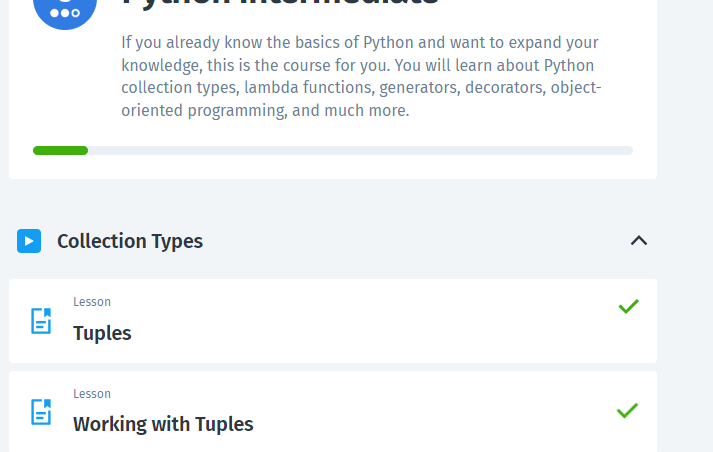 Python Intermediate
If you already know the basics of Python and want to expand your
knowledge, this is the course for you. You will learn about Python
collection types, lambda functions, generators, decorators, object-
oriented programming, and much more.
Collection Types
Lesson
Tuples
Lesson
Working with Tuples